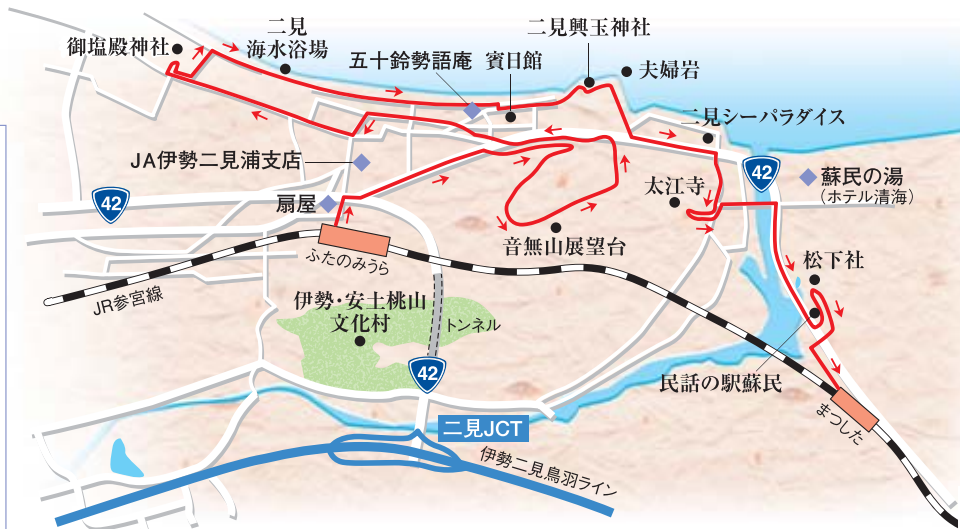 二見
海水浴場
御塩殿神社
五十鈴勢語庵
賓日館
二見興玉神社
夫婦岩
二見シーパラダイス
JA伊勢二見浦支店
42
扇屋
太江寺
42
蘇民の湯
(ホテル清海)
ふたみのうら
音無山展望台
松下社
JR参宮線
伊勢・安土桃山
文化村
トンネル
42
民話の駅蘇民
まつした
二見JCT
伊勢二見鳥羽ライン